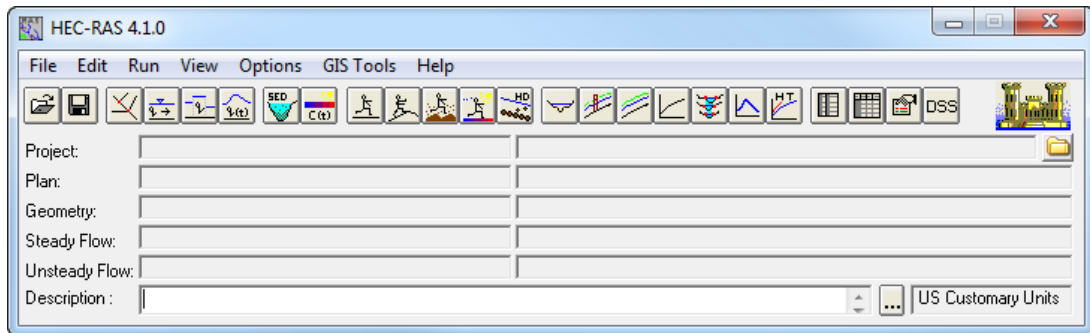 HEC-RAS 4.1.0
File Edit Run View Options GIS Tools Help
SED C(t) HD HT DSS
Project:
Plan:
Geometry:
Steady Flow:
Unsteady Flow:
Description : ... US Customary Units